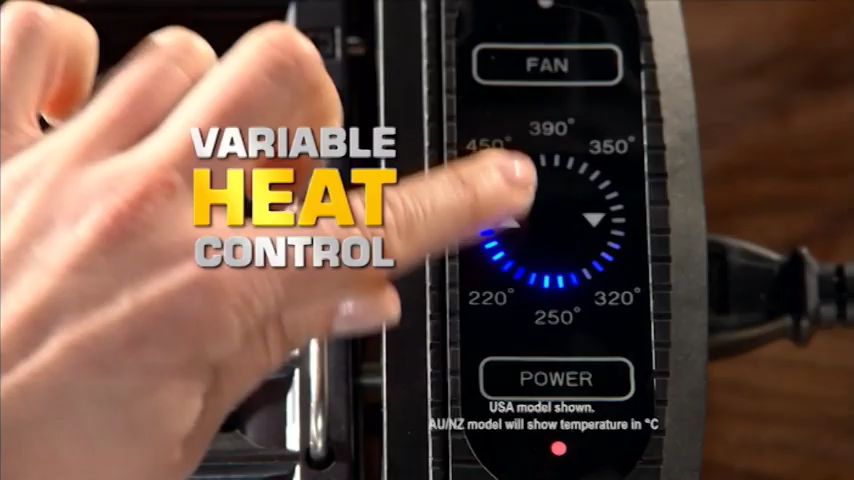 FAN
390°
450° 350°
VARIABLE
HEAT
CONTROL
220° 320°
250°
POWER
USA model shown.
AU/NZ model will show temperature in °C